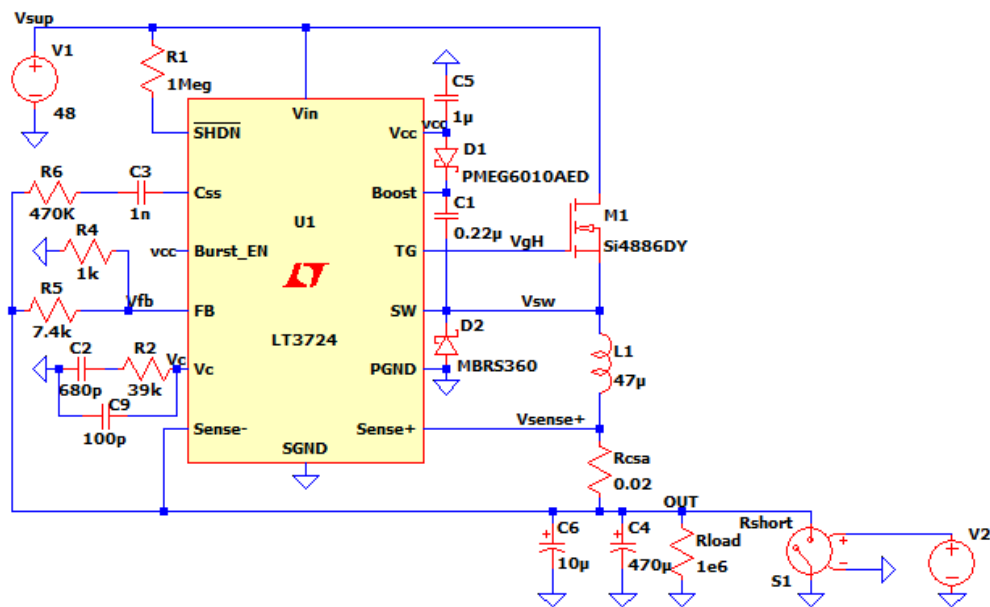 Vsup
V1
48
R1
1Meg
Vin
SHDN
C5
1µ
vcc
Vcc
D1
PMEG6010AED
R6
470K
C3
1n
Css
Boost
C1
0.22µ
U1
M1
Si4886DY
R4
1k
vcc
Burst_EN
TG
VgH
R5
7.4k
Vfb
FB
LT3724
SW
Vsw
D2
MBRS360
L1
47µ
C2
680p
R2
39k
Vc
Vc
PGND
C9
100p
Sense-
Sense+
Vsense+
SGND
Rcsa
0.02
OUT
C6
10µ
C4
470µ
Rload
1e6
Rshort
S1
V2